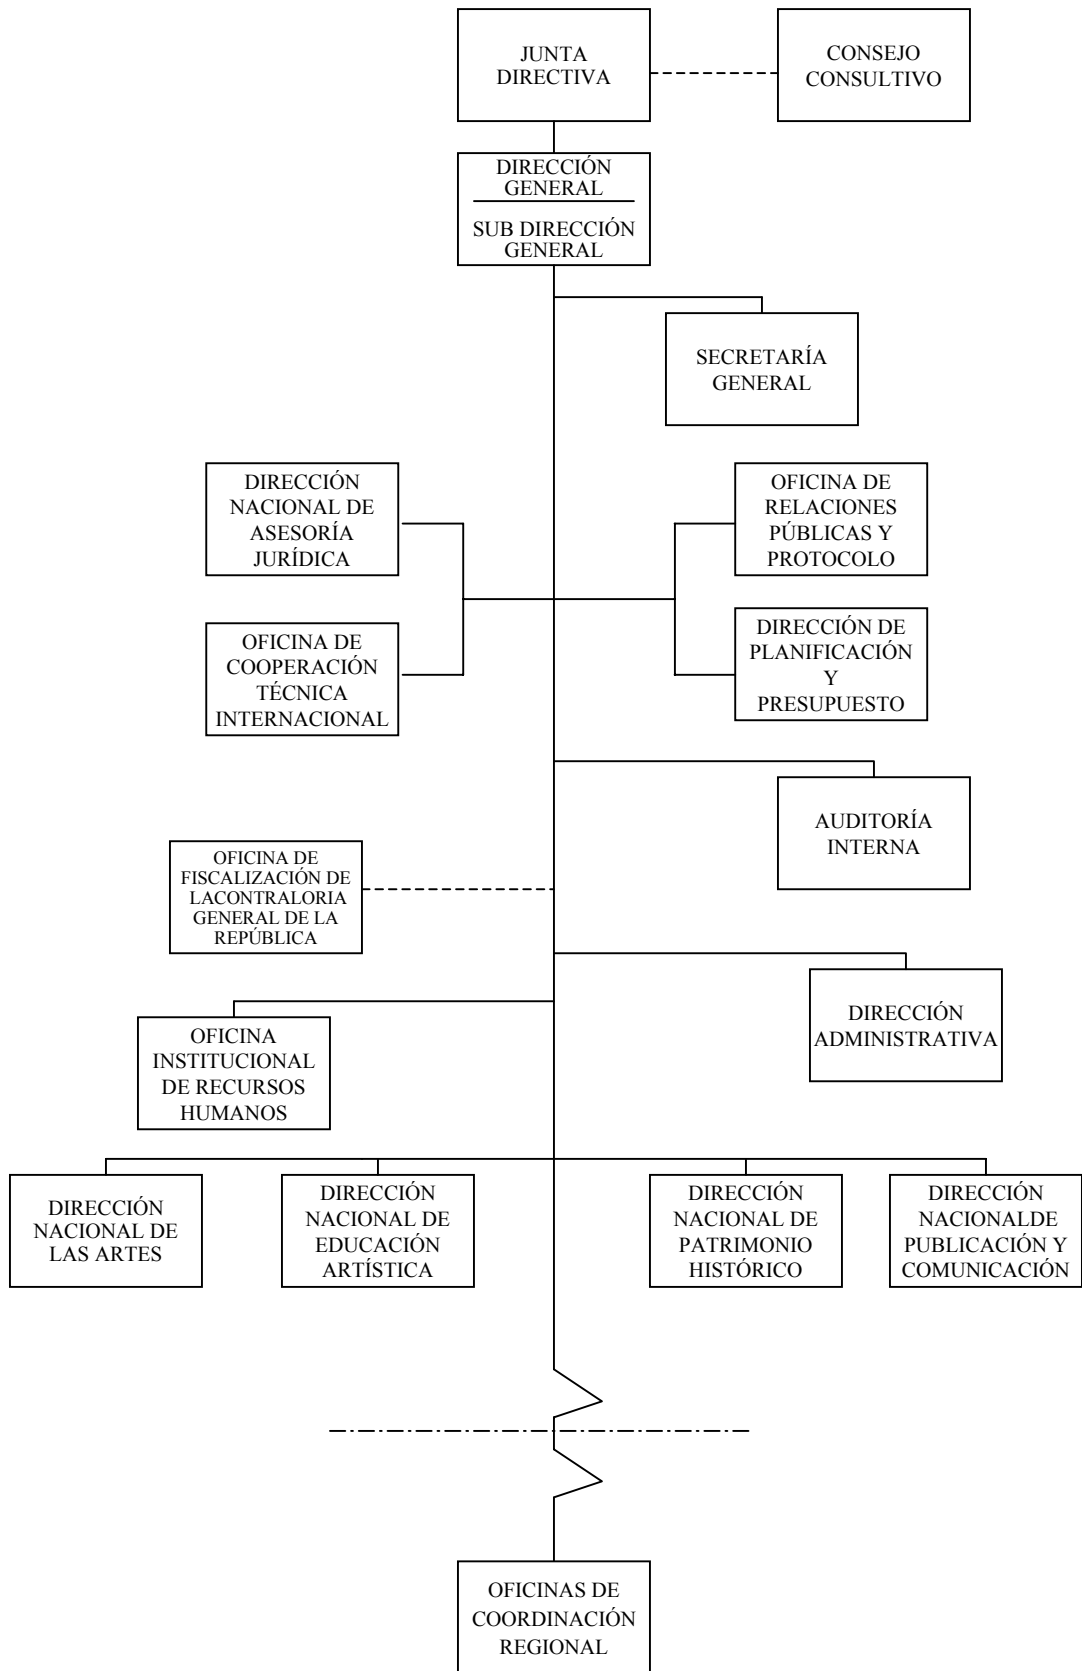 JUNTA
DIRECTIVA
CONSEJO
CONSULTIVO
DIRECCIÓN
GENERAL
SUB DIRECCIÓN
GENERAL
SECRETARÍA
GENERAL
DIRECCIÓN
NACIONAL DE
ASESORÍA
JURÍDICA
OFICINA DE
RELACIONES
PÚBLICAS Y
PROTOCOLO
OFICINA DE
COOPERACIÓN
TÉCNICA
INTERNACIONAL
DIRECCIÓN DE
PLANIFICACIÓN
Y
PRESUPUESTO
AUDITORÍA
INTERNA
OFICINA DE
FISCALIZACIÓN DE
LACONTRALORIA
GENERAL DE LA
REPÚBLICA
DIRECCIÓN
ADMINISTRATIVA
OFICINA
INSTITUCIONAL
DE RECURSOS
HUMANOS
DIRECCIÓN
NACIONAL DE
LAS ARTES
DIRECCIÓN
NACIONAL DE
EDUCACIÓN
ARTÍSTICA
DIRECCIÓN
NACIONAL DE
PATRIMONIO
HISTÓRICO
DIRECCIÓN
NACIONALDE
PUBLICACIÓN Y
COMUNICACIÓN
OFICINAS DE
COORDINACIÓN
REGIONAL